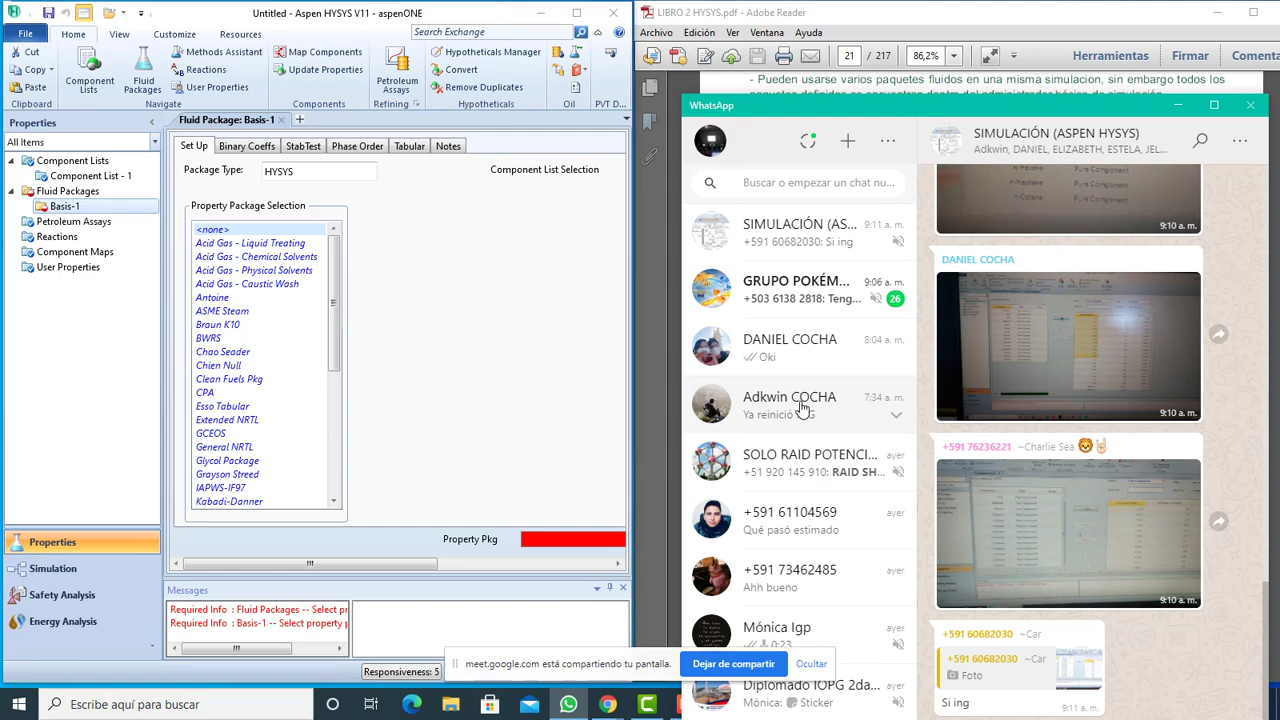 Untitled - Aspen HYSYS V11 - aspenONE
File
Home
View
Customize
Resources
Search Exchange
Cut
Copy
Paste
Clipboard
Component Lists
Fluid Packages
Methods Assistant
Reactions
User Properties
Navigate
Map Components
Update Properties
Components
Petroleum Assays
Refining
Hypotheticals Manager
Convert
Remove Duplicates
Hypotheticals
Oil
PVT D...
Properties
All Items
Component Lists
Component List - 1
Fluid Packages
Basis-1
Petroleum Assays
Reactions
Component Maps
User Properties
Properties
Simulation
Safety Analysis
Energy Analysis
Fluid Package: Basis-1
Set Up
Binary Coeffs
StabTest
Phase Order
Tabular
Notes
Package Type:
HYSYS
Component List Selection
Property Package Selection
<none>
Acid Gas - Liquid Treating
Acid Gas - Chemical Solvents
Acid Gas - Physical Solvents
Acid Gas - Caustic Wash
Antoine
ASME Steam
Braun K10
BWRS
Chao Seader
Chien Null
Clean Fuels Pkg
CPA
Esso Tabular
Extended NRTL
GCEOS
General NRTL
Glycol Package
Grayson Streed
IAPWS-IF97
Kabadi-Danner
Property Pkg
Messages
Required Info : Fluid Packages -- Select pr
Required Info : Basis-1 -- Select property
Responsiveness: 5
LIBRO 2 HYSYS.pdf - Adobe Reader
Archivo
Edición
Ver
Ventana
Ayuda
21
/ 217
86,2%
Herramientas
Firmar
Comenta
- Pueden usarse varios paquetes fluidos en una misma simulacion, sin embargo todos los
WhatsApp
Buscar o empezar un chat nu...
SIMULACIÓN (AS...
9:11 a. m.
+591 60682030: Si ing
GRUPO POKÉM...
9:06 a. m.
+503 6138 2818: Teng...
26
DANIEL COCHA
8:04 a. m.
Oki
Adkwin COCHA
7:34 a. m.
Ya reinició
SOLO RAID POTENCI...
ayer
+51 920 145 910: RAID SH...
+591 61104569
ayer
Qué pasó estimado
+591 73462485
ayer
Ahh bueno
Mónica Igp
ayer
0:23
Diplomado IOPG 2da...
ayer
Mónica: Sticker
SIMULACIÓN (ASPEN HYSYS)
Adkwin, DANIEL, ELIZABETH, ESTELA, JEL...
n-Heptane
Pure Component
n-Octane
Pure Component
9:10 a. m.
DANIEL COCHA
9:10 a. m.
+591 76236221 ~Charlie Sea
9:10 a. m.
+591 60682030 ~Car
+591 60682030 ~Car
Foto
Si ing
9:11 a. m.
meet.google.com está compartiendo tu pantalla.
Dejar de compartir
Ocultar
Escribe aquí para buscar